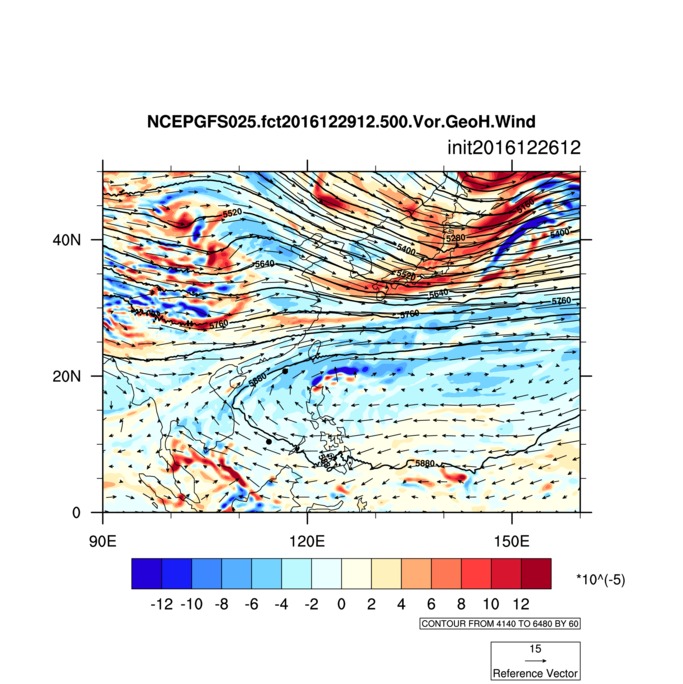 NCEPGFS025.fct2016122912.500.Vor.GeoH.Wind
init2016122612
5520
5640
5760
5400
5520
5640
5760
5280
5160
5400
5760
5880
5880
40N
20N
0
90E
120E
150E
-12 -10 -8 -6 -4 -2 0 2 4 6 8 10 12
*10^(-5)
CONTOUR FROM 4140 TO 6480 BY 60
15
Reference Vector